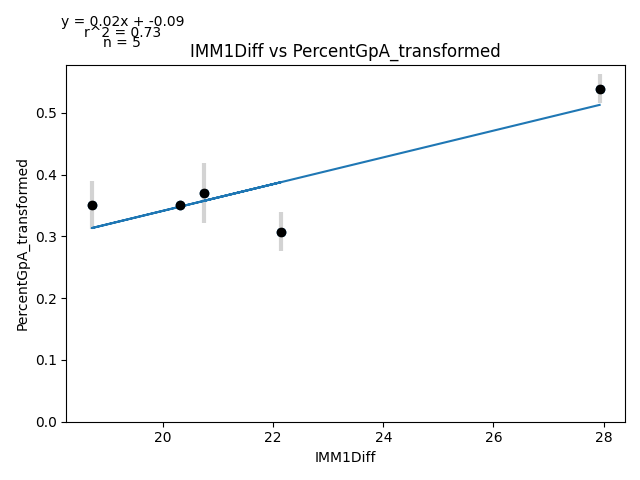 y = 0.02x + -0.09
r^2 = 0.73
n = 5
IMM1Diff vs PercentGpA_transformed
PercentGpA_transformed
0.5
0.4
0.3
0.2
0.1
0.0
20 22 24 26 28
IMM1Diff